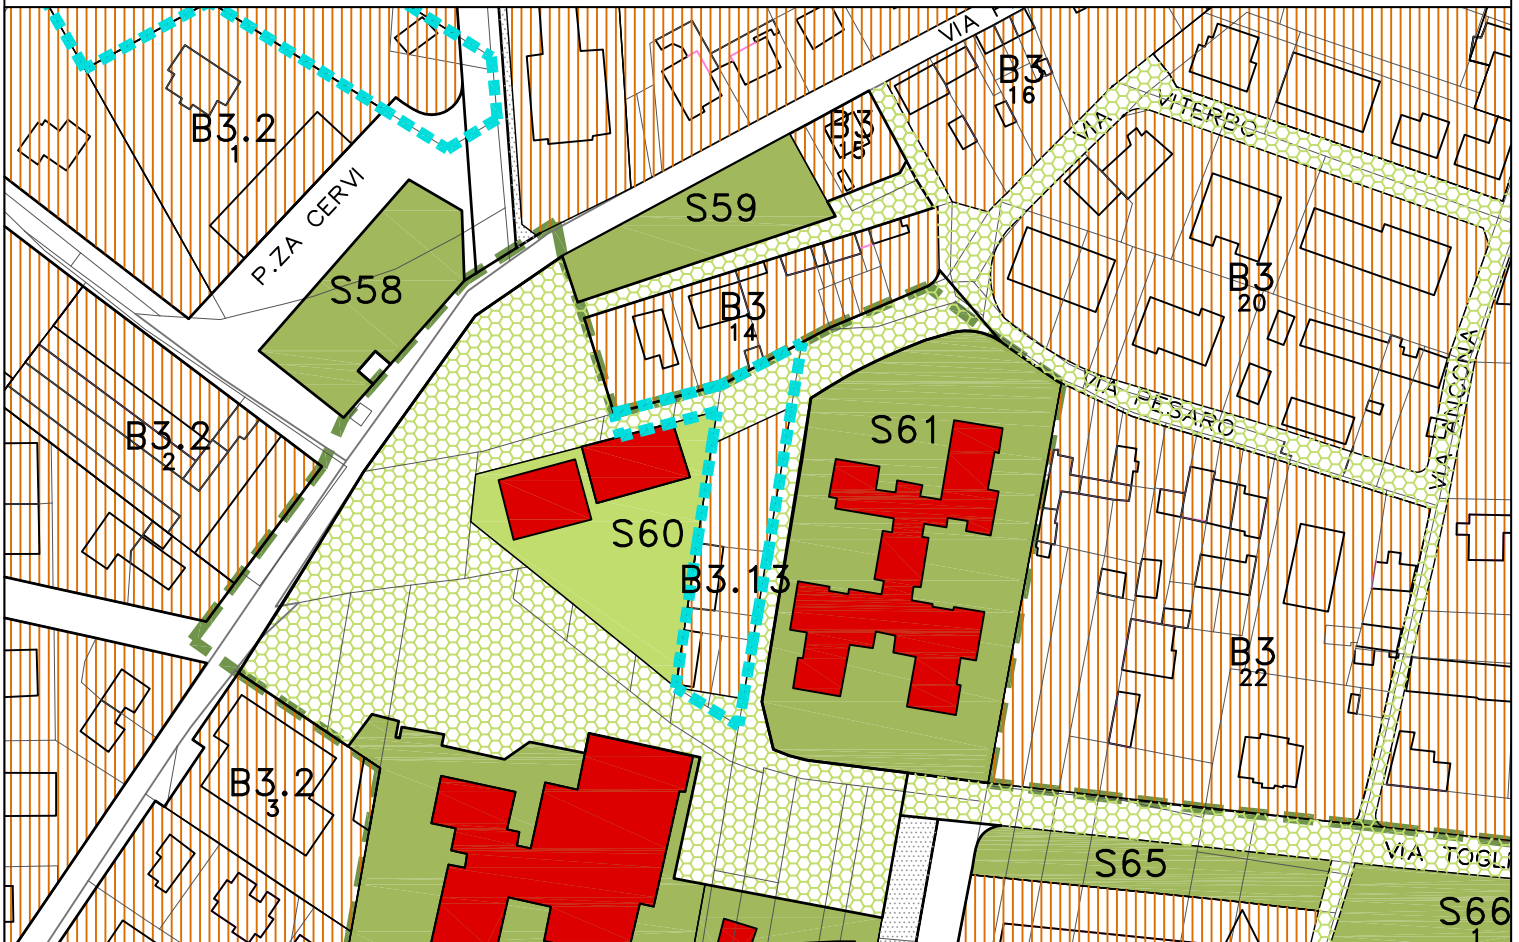 VIA
B3
16
B3.2
1
B3
15
VIA
VITERBO
P.ZA CERVI
S59
S58
B3
14
B3
20
VIA ANCONA
VIA PESARO
S61
B3.2
2
S60
B3.13
B3
22
B3.2
3
VIA TOGL
S65
S66
1